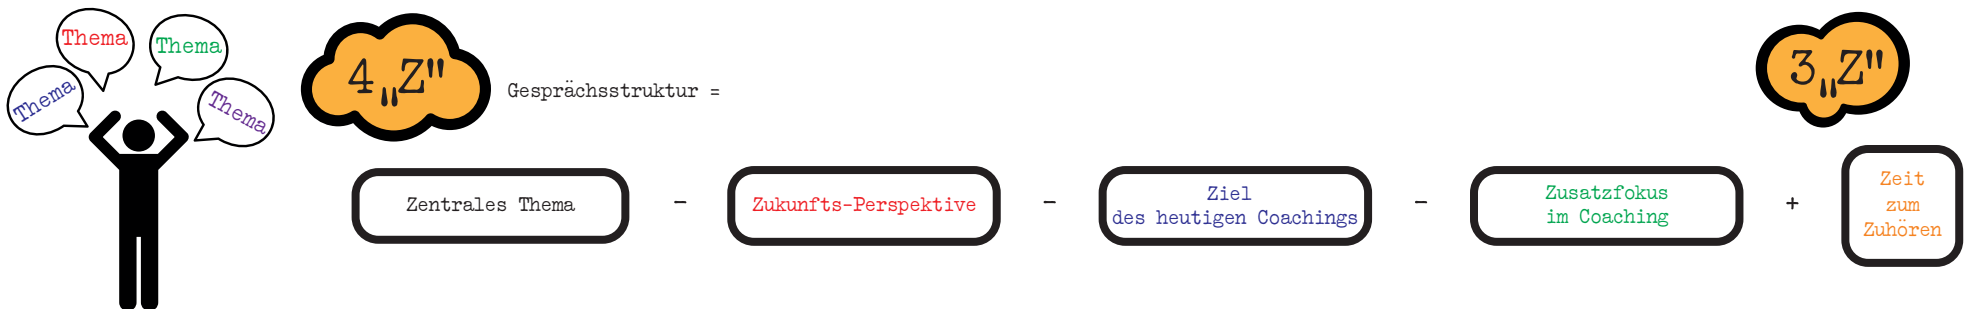 Thema
Thema
Thema
Thema
4 „Z"
Gesprächsstruktur =
3 „Z"
Zentrales Thema
-
Zukunfts-Perspektive
-
Ziel
des heutigen Coachings
-
Zusatzfokus
im Coaching
+
Zeit
zum
Zuhören